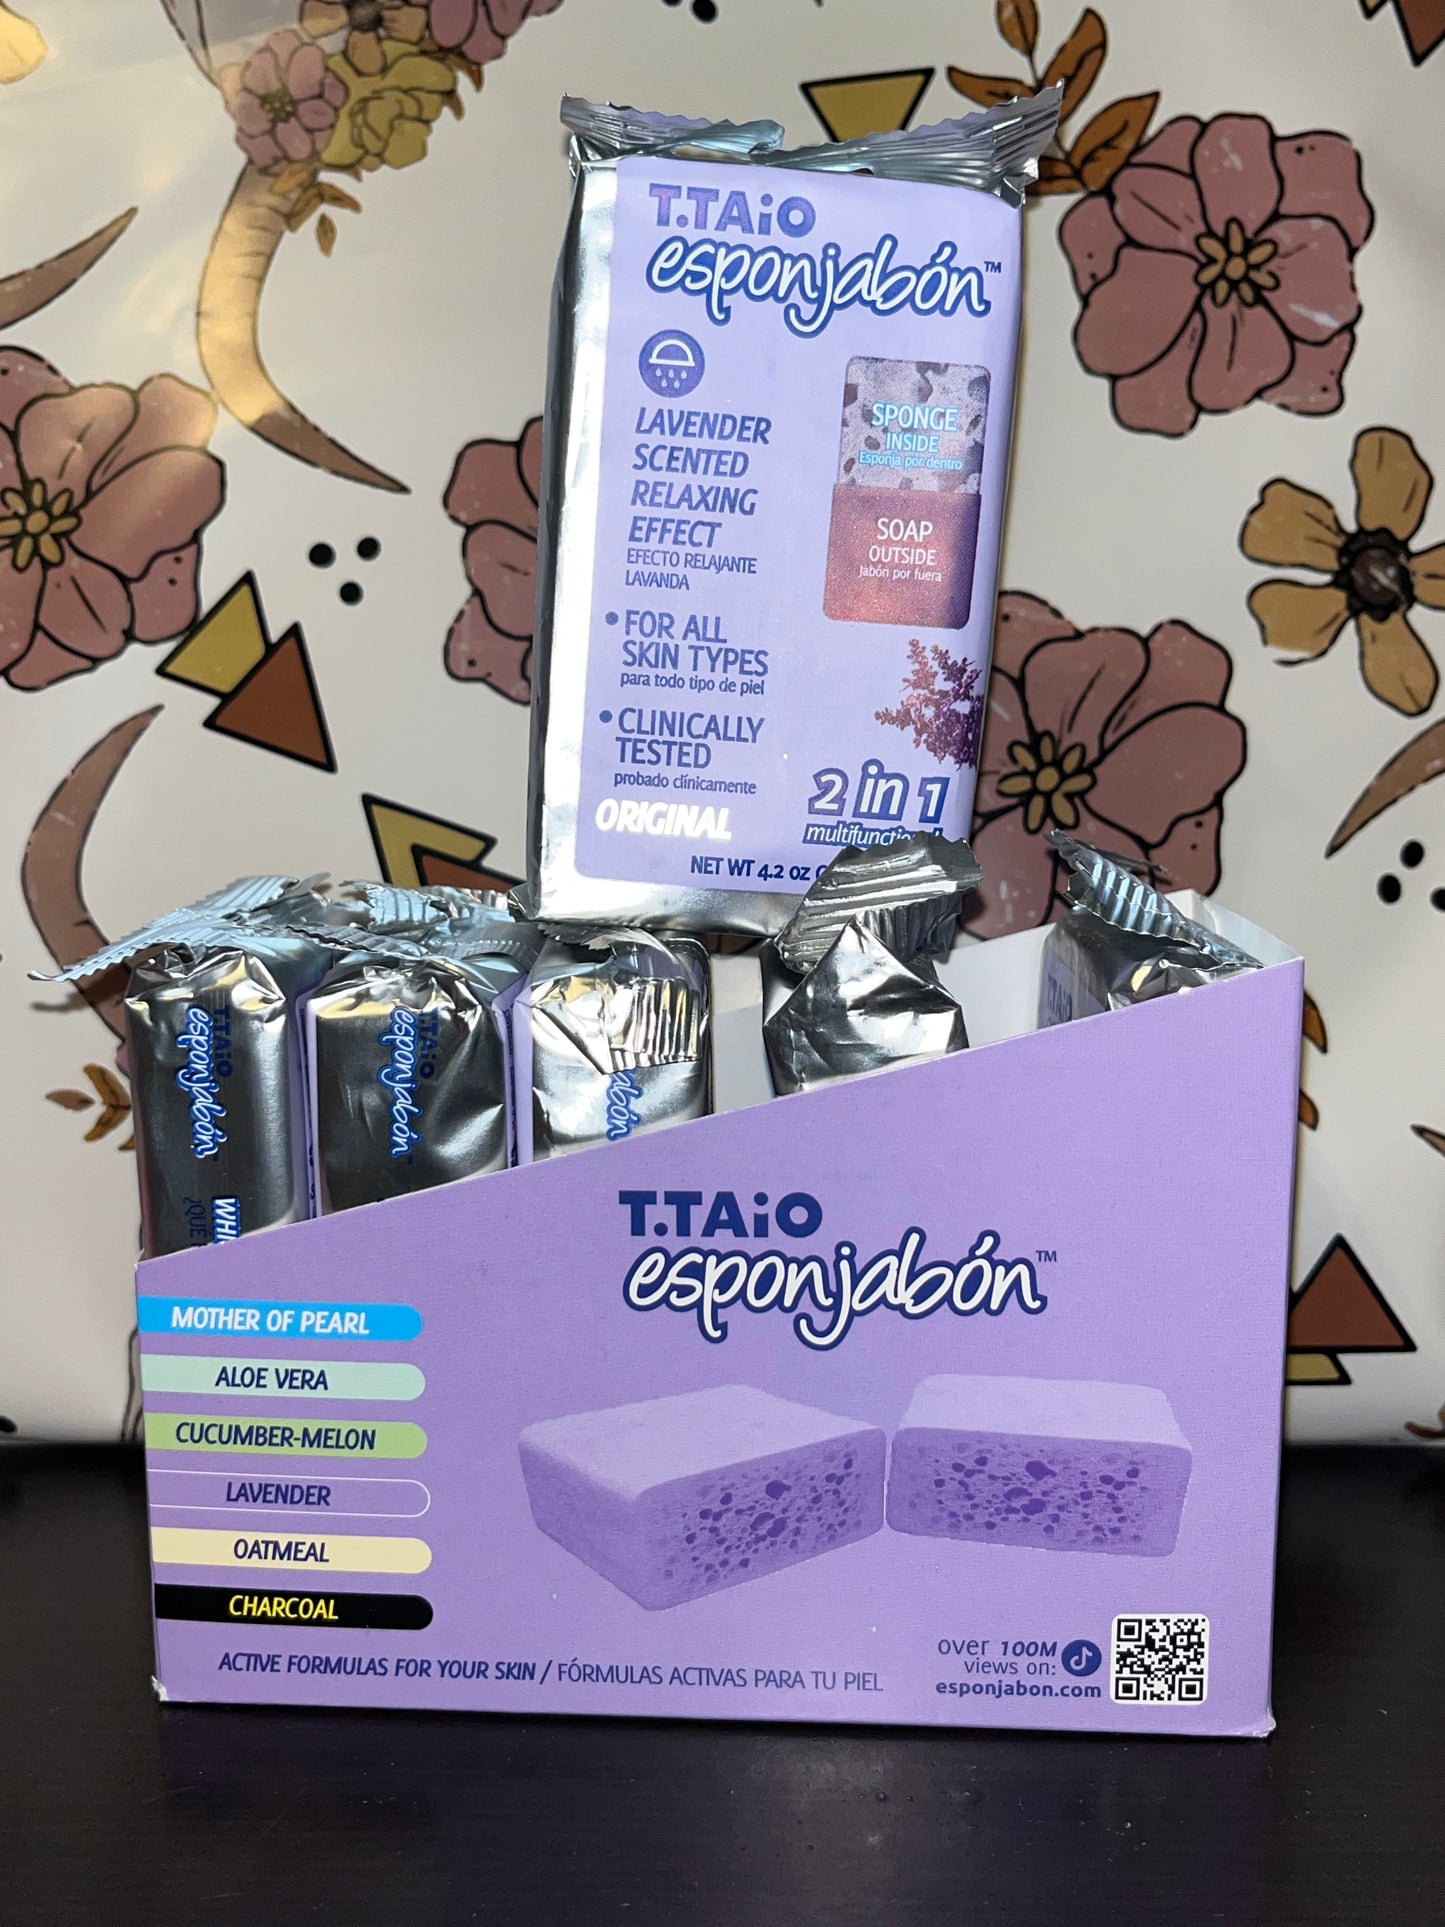 T.TAiO
esponjabón™
LAVENDER
SCENTED
RELAXING
EFFECT
EFECTO RELAJANTE
LAVANDA
• FOR ALL
SKIN TYPES
para todo tipo de piel
• CLINICALLY
TESTED
probado clínicamente
ORIGINAL
NET WT 4.2 OZ
SPONGE
INSIDE
Esponja por dentro
SOAP
OUTSIDE
Jabón por fuera
2 in 1
T.TAiO
esponjabón
T.TAiO
esponjabón™
T.TAiO
esponjabón™
MOTHER OF PEARL
ALOE VERA
CUCUMBER-MELON
LAVENDER
OATMEAL
CHARCOAL
ACTIVE FORMULAS FOR YOUR SKIN / FÓRMULAS ACTIVAS PARA TU PIEL
over 100M
views on:
esponjabon.com